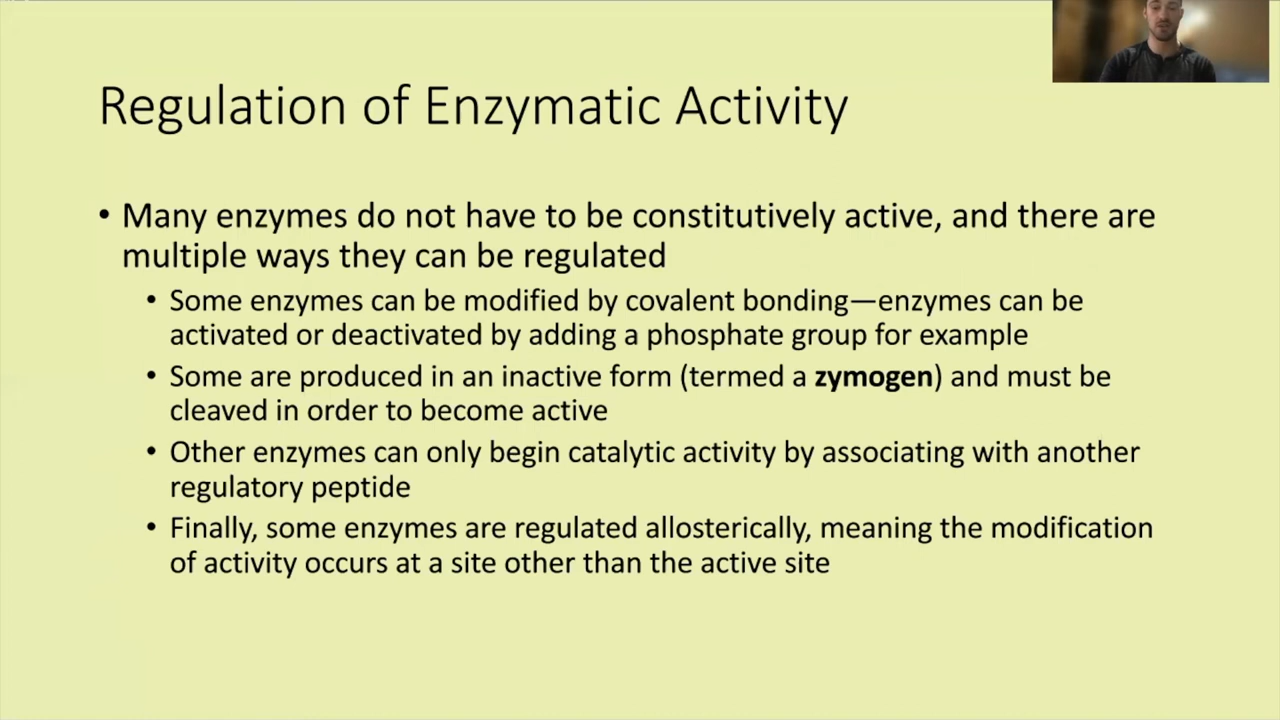 Regulation of Enzymatic Activity
• Many enzymes do not have to be constitutively active, and there are
multiple ways they can be regulated
• Some enzymes can be modified by covalent bonding—enzymes can be
activated or deactivated by adding a phosphate group for example
• Some are produced in an inactive form (termed a zymogen) and must be
cleaved in order to become active
• Other enzymes can only begin catalytic activity by associating with another
regulatory peptide
• Finally, some enzymes are regulated allosterically, meaning the modification
of activity occurs at a site other than the active site